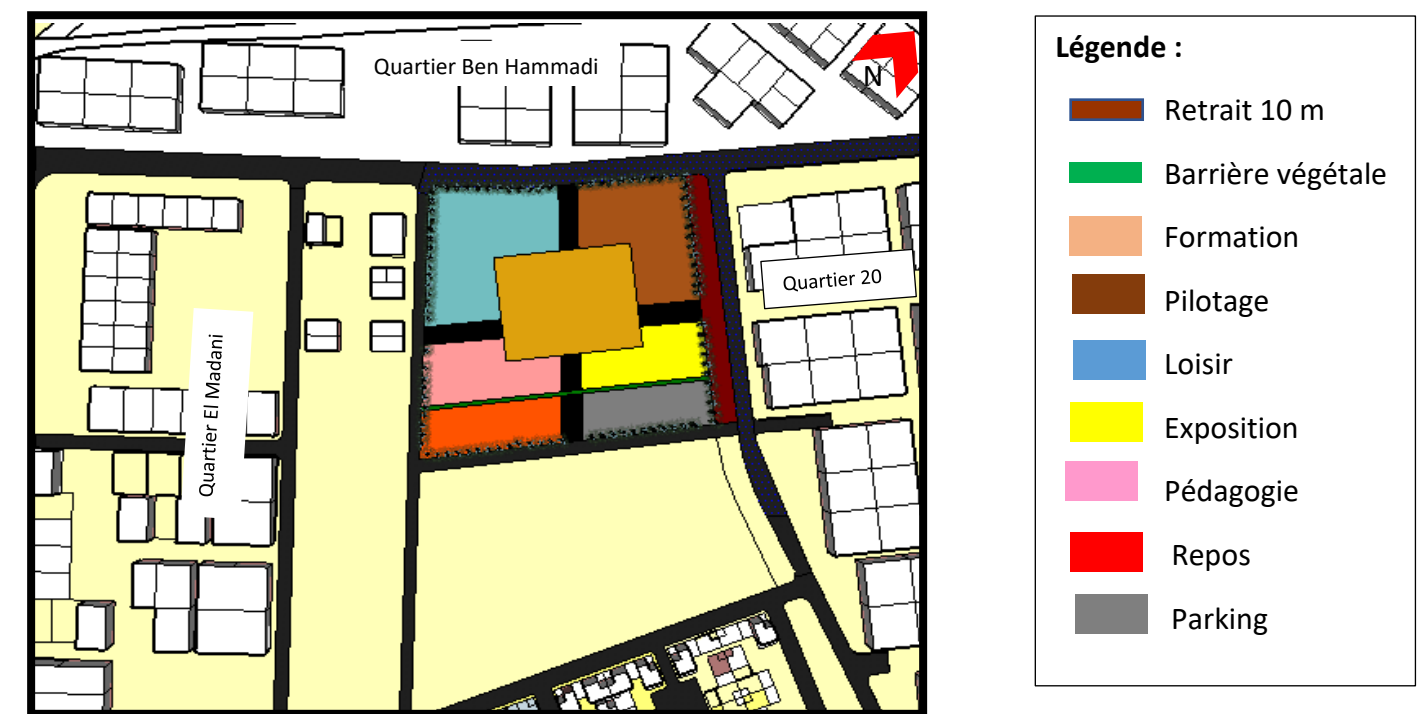 Quartier Ben Hammadi
N
Quartier 20
Quartier El Madani
Légende :
Retrait 10 m
Barrière végétale
Formation
Pilotage
Loisir
Exposition
Pédagogie
Repos
Parking